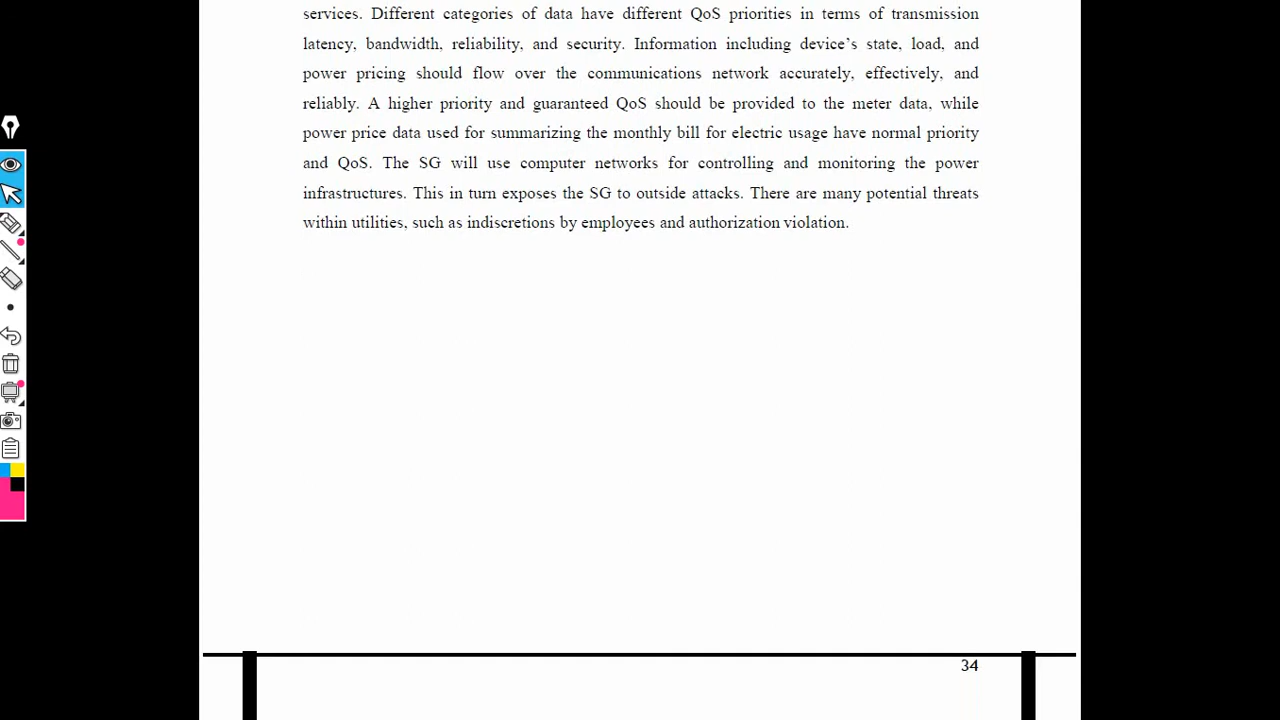 services. Different categories of data have different QoS priorities in terms of transmission
latency, bandwidth, reliability, and security. Information including device’s state, load, and
power pricing should flow over the communications network accurately, effectively, and
reliably. A higher priority and guaranteed QoS should be provided to the meter data, while
power price data used for summarizing the monthly bill for electric usage have normal priority
and QoS. The SG will use computer networks for controlling and monitoring the power
infrastructures. This in turn exposes the SG to outside attacks. There are many potential threats
within utilities, such as indiscretions by employees and authorization violation.
34